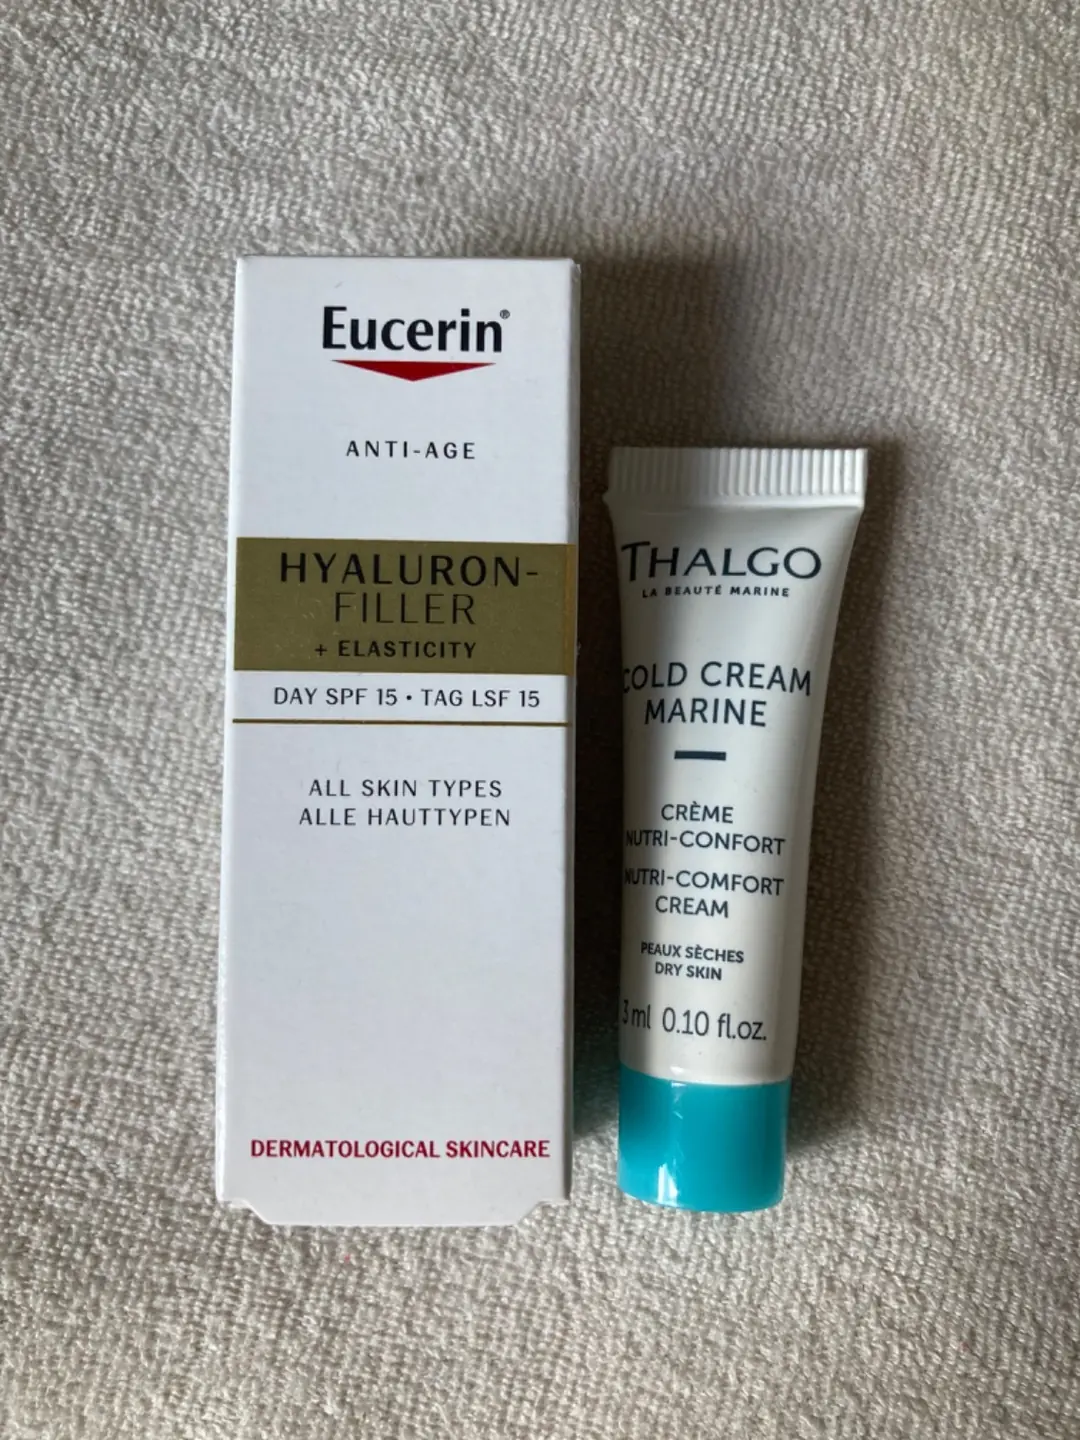 Eucerin®
ANTI-AGE
HYALURON-
FILLER
+ ELASTICITY
DAY SPF 15 • TAG LSF 15
ALL SKIN TYPES
ALLE HAUTTYPEN
DERMATOLOGICAL SKINCARE
THALGO
LA BEAUTÉ MARINE
COLD CREAM
MARINE
CRÈME
NUTRI-CONFORT
NUTRI-COMFORT
CREAM
PEAUX SÈCHES
DRY SKIN
3 ml 0.10 fl.oz.